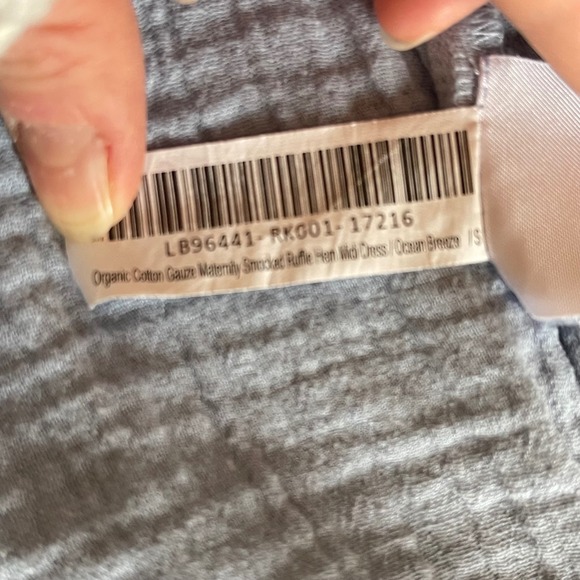 LB96441-RKG01-17216
Organic Cotton Gauze Maternity Smocked Ruffle Hem Midi Dress / Ocean Breeze | S